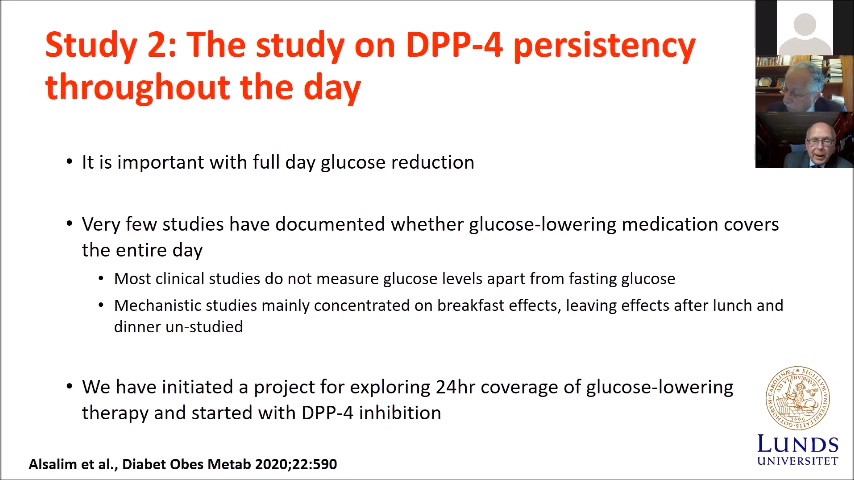 Study 2: The study on DPP-4 persistency
throughout the day
• It is important with full day glucose reduction
• Very few studies have documented whether glucose-lowering medication covers
the entire day
• Most clinical studies do not measure glucose levels apart from fasting glucose
• Mechanistic studies mainly concentrated on breakfast effects, leaving effects after lunch and
dinner un-studied
• We have initiated a project for exploring 24hr coverage of glucose-lowering
therapy and started with DPP-4 inhibition
Alsalim et al., Diabet Obes Metab 2020;22:590
LUNDS
UNIVERSITET